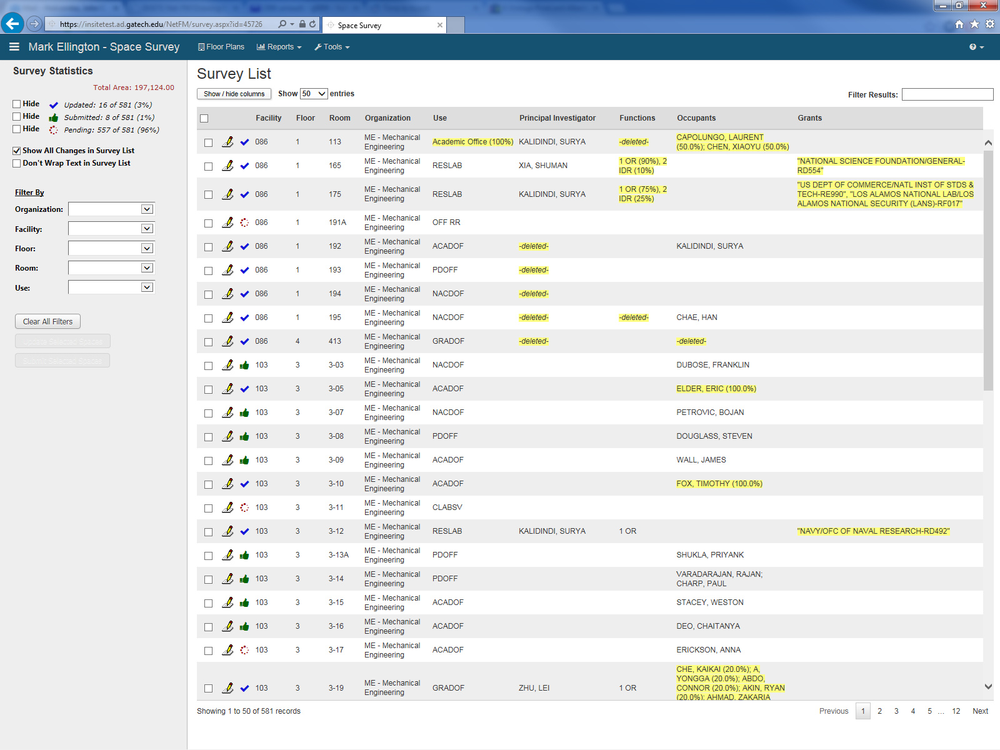 https://insitetest.ad.gatech.edu/NetFM/survey.aspx?id=45726
Space Survey
Mark Ellington - Space Survey
Floor Plans
Reports
Tools
Survey Statistics
Total Area: 197,124.00
Hide Updated: 16 of 581 (3%)
Hide Submitted: 8 of 581 (1%)
Hide Pending: 557 of 581 (96%)
Show All Changes in Survey List
Don't Wrap Text in Survey List
Filter By
Organization:
Facility:
Floor:
Room:
Use:
Clear All Filters
Update Selected Spaces
Submit Selected Spaces
Survey List
Show / hide columns Show 50 entries
Filter Results:
Facility Floor Room Organization Use Principal Investigator Functions Occupants Grants
086 1 113 ME - Mechanical Engineering Academic Office (100%) KALIDINDI, SURYA -deleted- CAPOLUNGO, LAURENT (50.0%); CHEN, XIAOYU (50.0%)
086 1 165 ME - Mechanical Engineering RESLAB XIA, SHUMAN 1 OR (90%), 2 IDR (10%) "NATIONAL SCIENCE FOUNDATION/GENERAL-RD554"
086 1 175 ME - Mechanical Engineering RESLAB KALIDINDI, SURYA 1 OR (75%), 2 IDR (25%) "US DEPT OF COMMERCE/NATL INST OF STDS & TECH-RE990", "LOS ALAMOS NATIONAL LAB/LOS ALAMOS NATIONAL SECURITY (LANS)-RF017"
086 1 191A ME - Mechanical Engineering OFF RR
086 1 192 ME - Mechanical Engineering ACADOF -deleted- KALIDINDI, SURYA
086 1 193 ME - Mechanical Engineering PDOFF -deleted-
086 1 194 ME - Mechanical Engineering NACDOF -deleted-
086 1 195 ME - Mechanical Engineering NACDOF -deleted- -deleted- CHAE, HAN
086 4 413 ME - Mechanical Engineering GRADOF -deleted- -deleted-
103 3 3-03 ME - Mechanical Engineering NACDOF DUBOSE, FRANKLIN
103 3 3-05 ME - Mechanical Engineering ACADOF ELDER, ERIC (100.0%)
103 3 3-07 ME - Mechanical Engineering NACDOF PETROVIC, BOJAN
103 3 3-08 ME - Mechanical Engineering PDOFF DOUGLASS, STEVEN
103 3 3-09 ME - Mechanical Engineering ACADOF WALL, JAMES
103 3 3-10 ME - Mechanical Engineering ACADOF FOX, TIMOTHY (100.0%)
103 3 3-11 ME - Mechanical Engineering CLABSV
103 3 3-12 ME - Mechanical Engineering RESLAB KALIDINDI, SURYA 1 OR "NAVY/OFC OF NAVAL RESEARCH-RD492"
103 3 3-13A ME - Mechanical Engineering PDOFF SHUKLA, PRIYANK
103 3 3-14 ME - Mechanical Engineering PDOFF VARADARAJAN, RAJAN; CHARP, PAUL
103 3 3-15 ME - Mechanical Engineering ACADOF STACEY, WESTON
103 3 3-16 ME - Mechanical Engineering ACADOF DEO, CHAITANYA
103 3 3-17 ME - Mechanical Engineering ACADOF ERICKSON, ANNA
103 3 3-19 ME - Mechanical Engineering GRADOF ZHU, LEI 1 OR CHE, KAIKAI (20.0%); A, YONGGA (20.0%); ABDO, CONNOR (20.0%); AKIN, RYAN (20.0%); AHMAD, ZAKARIA
Showing 1 to 50 of 581 records
Previous 1 2 3 4 5 ... 12 Next